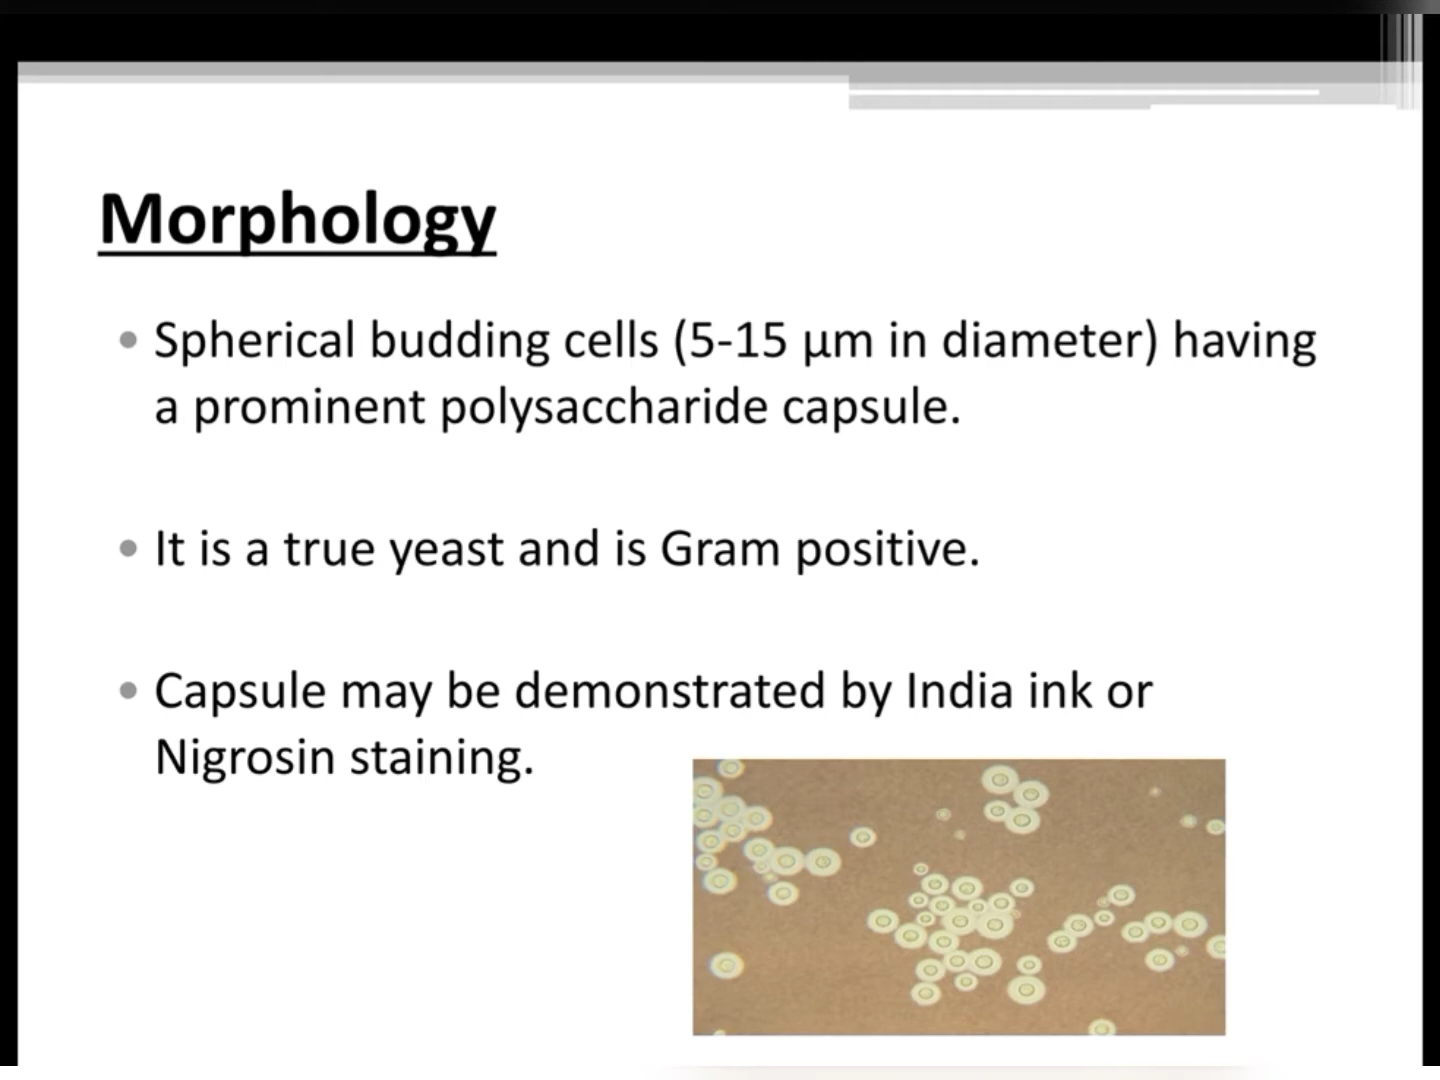 Morphology
• Spherical budding cells (5-15 µm in diameter) having
a prominent polysaccharide capsule.
• It is a true yeast and is Gram positive.
• Capsule may be demonstrated by India ink or
Nigrosin staining.